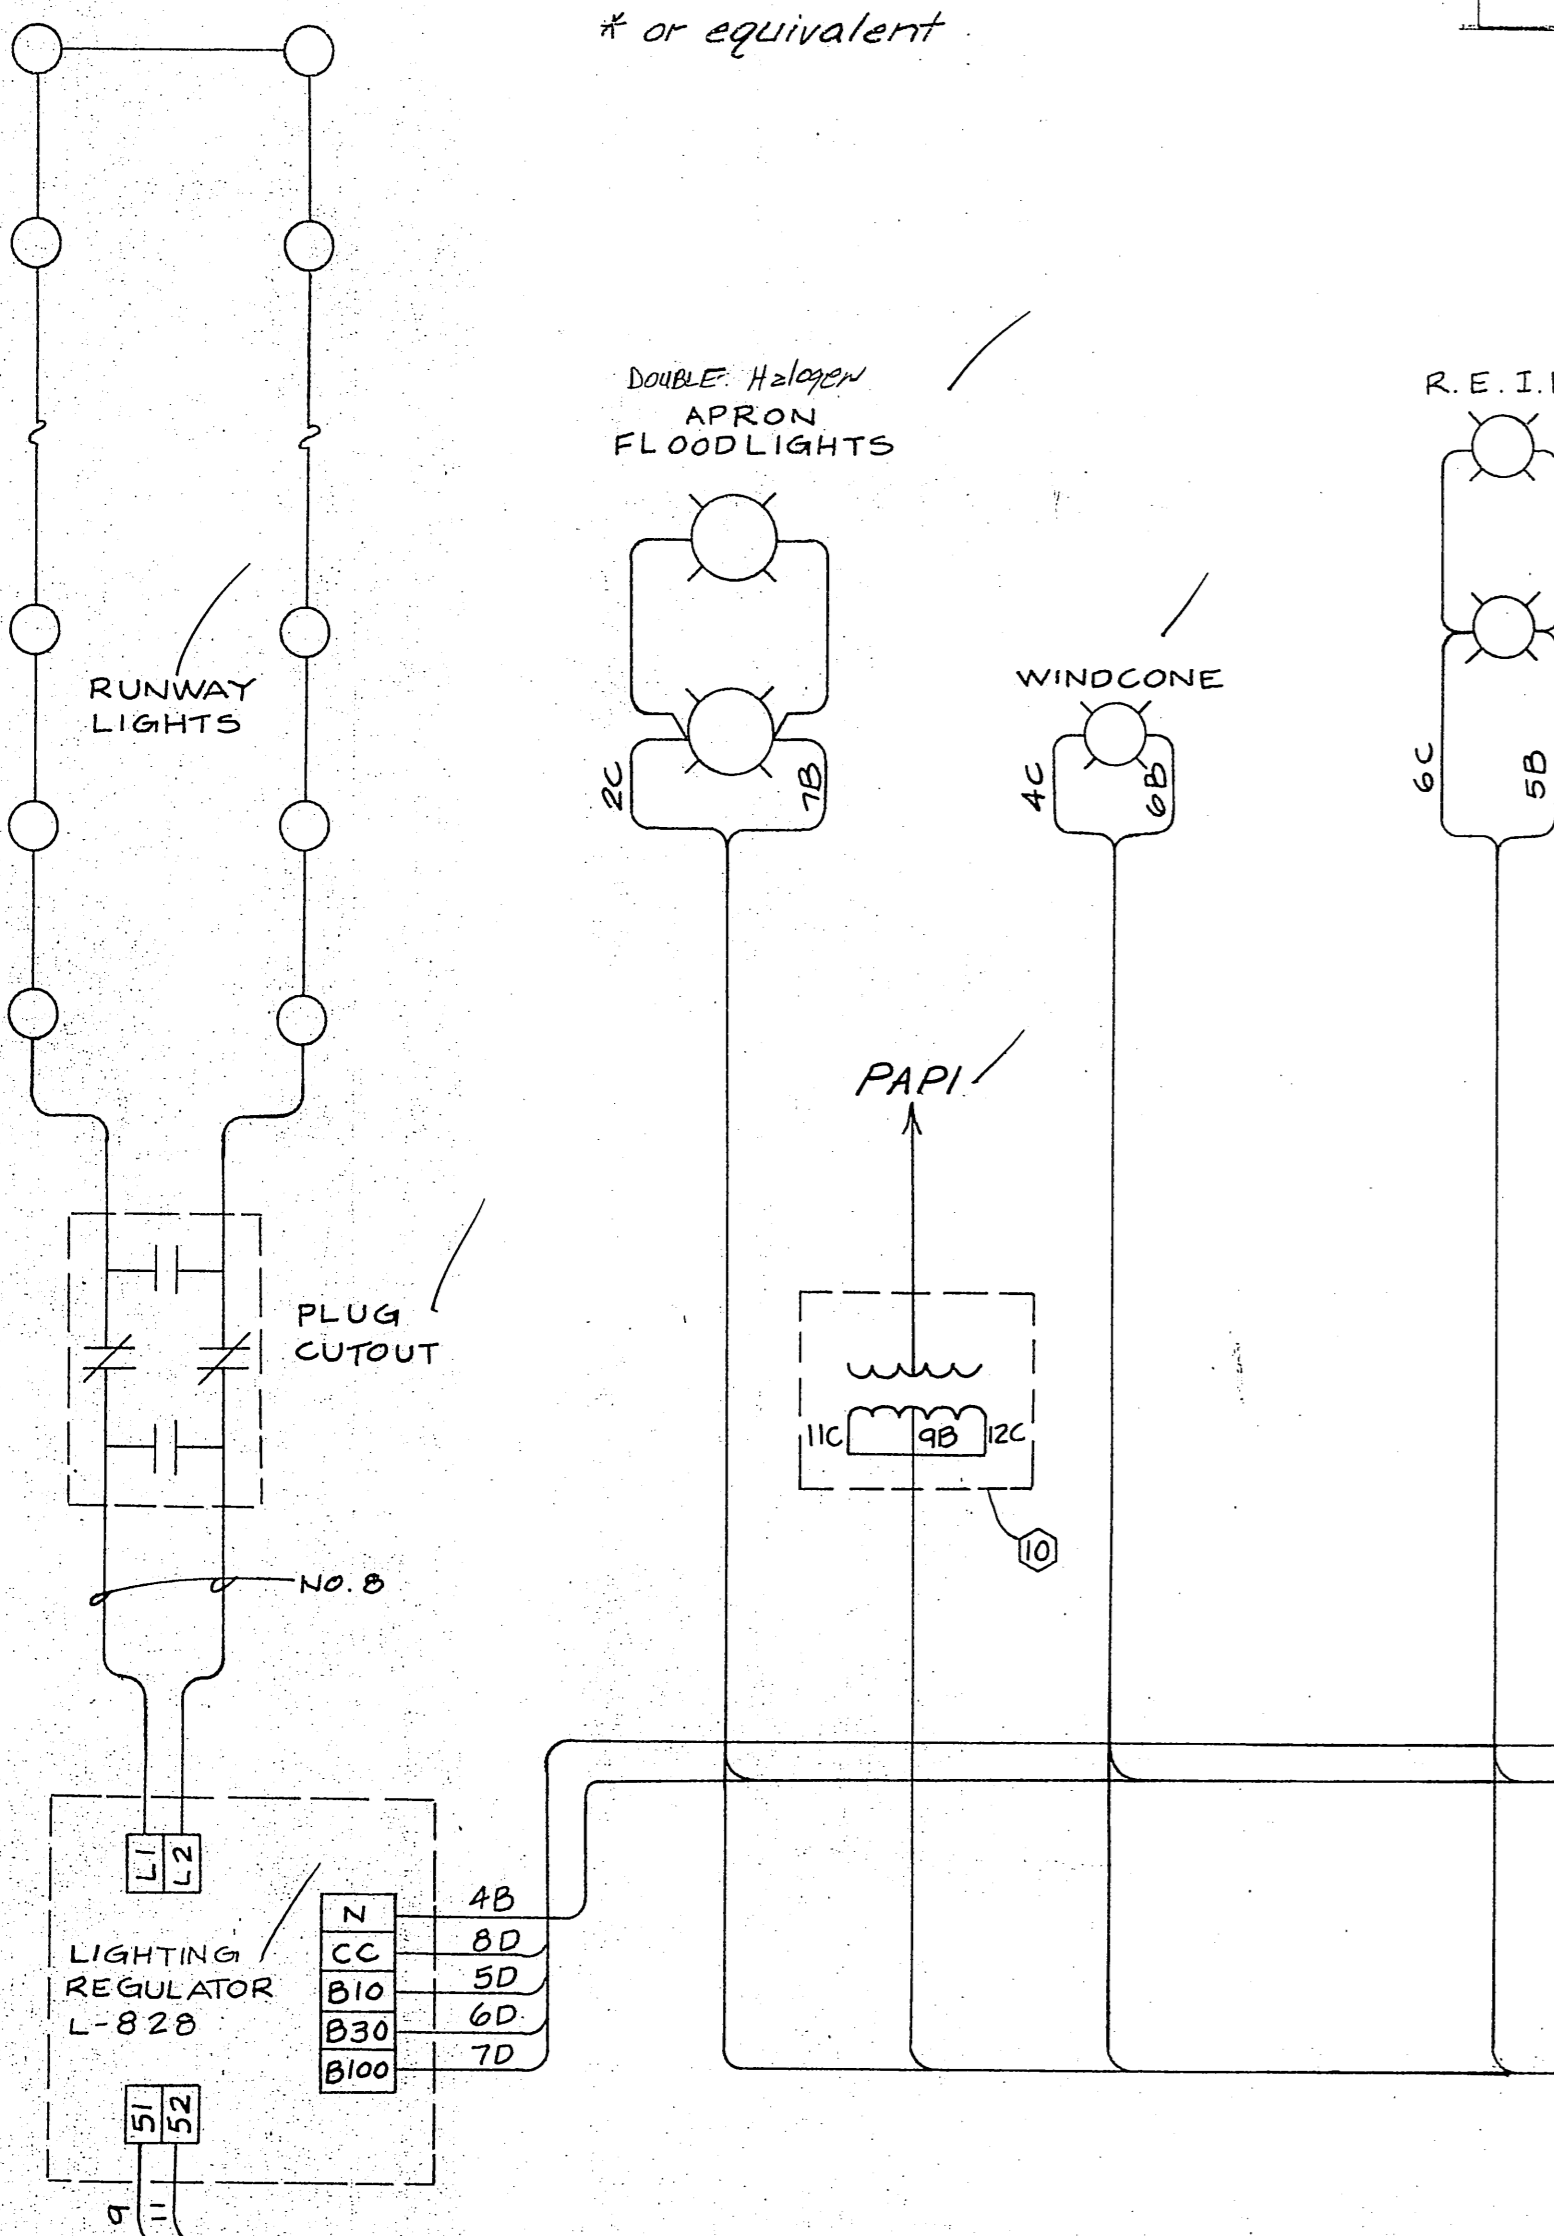 * or equivalent
DOUBLE Halogen
APRON
FLOODLIGHTS
R. E. I.
RUNWAY
LIGHTS
WINDCONE
2C
7B
4C
6B
6C
5B
PAPI
PLUG
CUTOUT
11C
9B
12C
10
NO. 8
L1
L2
LIGHTING
REGULATOR
L-828
N
CC
B10
B30
B100
4B
8D
5D
6D
7D
51
52
9
11